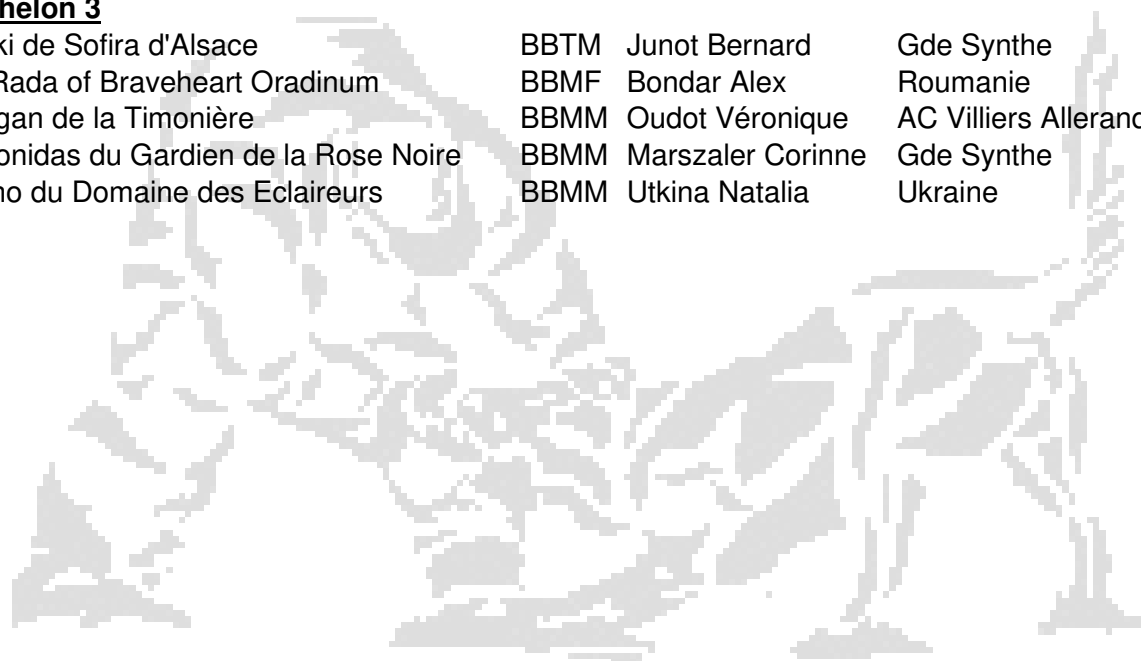 helon 3
ki de Sofira d'Alsace BBTM Junot Bernard Gde Synthe
Rada of Braveheart Oradinum BBMF Bondar Alex Roumanie
gan de la Timonière BBMM Oudot Véronique AC Villiers Allerand
onidas du Gardien de la Rose Noire BBMM Marszaler Corinne Gde Synthe
no du Domaine des Eclaireurs BBMM Utkina Natalia Ukraine